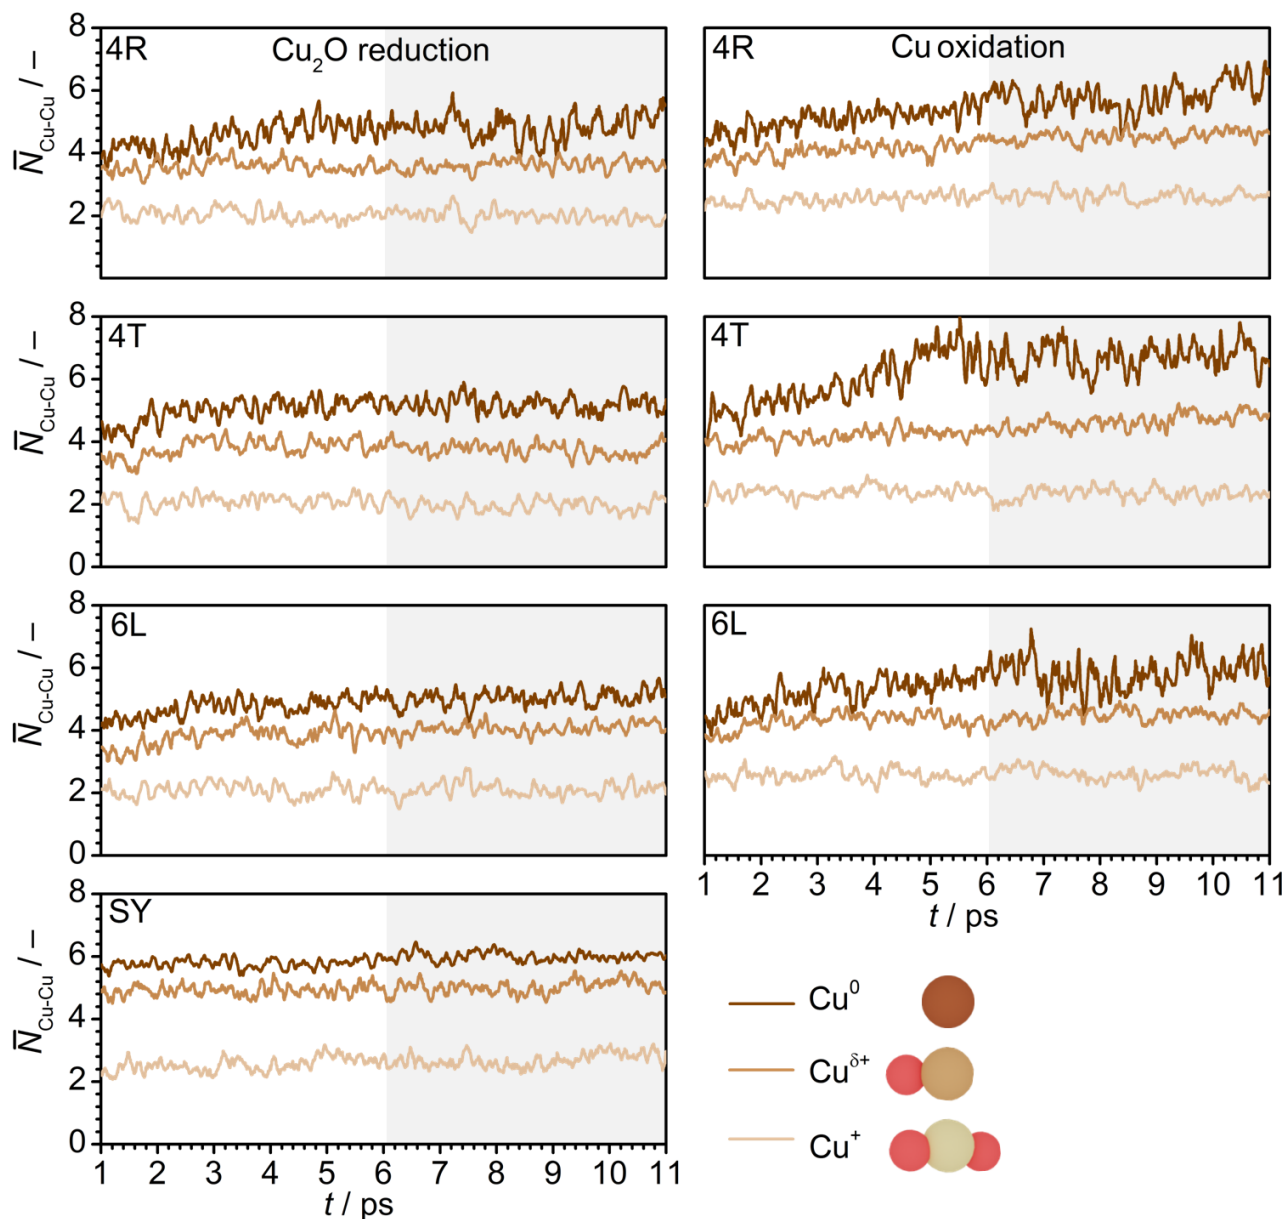 4R Cu₂O reduction
8
6
4
2
N̅Cu-Cu / –
4R Cu oxidation
4T
8
6
4
2
0
N̅Cu-Cu / –
4T
6L
8
6
4
2
0
N̅Cu-Cu / –
6L
1 2 3 4 5 6 7 8 9 10 11
t / ps
SY
8
6
4
2
0
N̅Cu-Cu / –
1 2 3 4 5 6 7 8 9 10 11
t / ps
Cu⁰
Cuᵟ⁺
Cu⁺